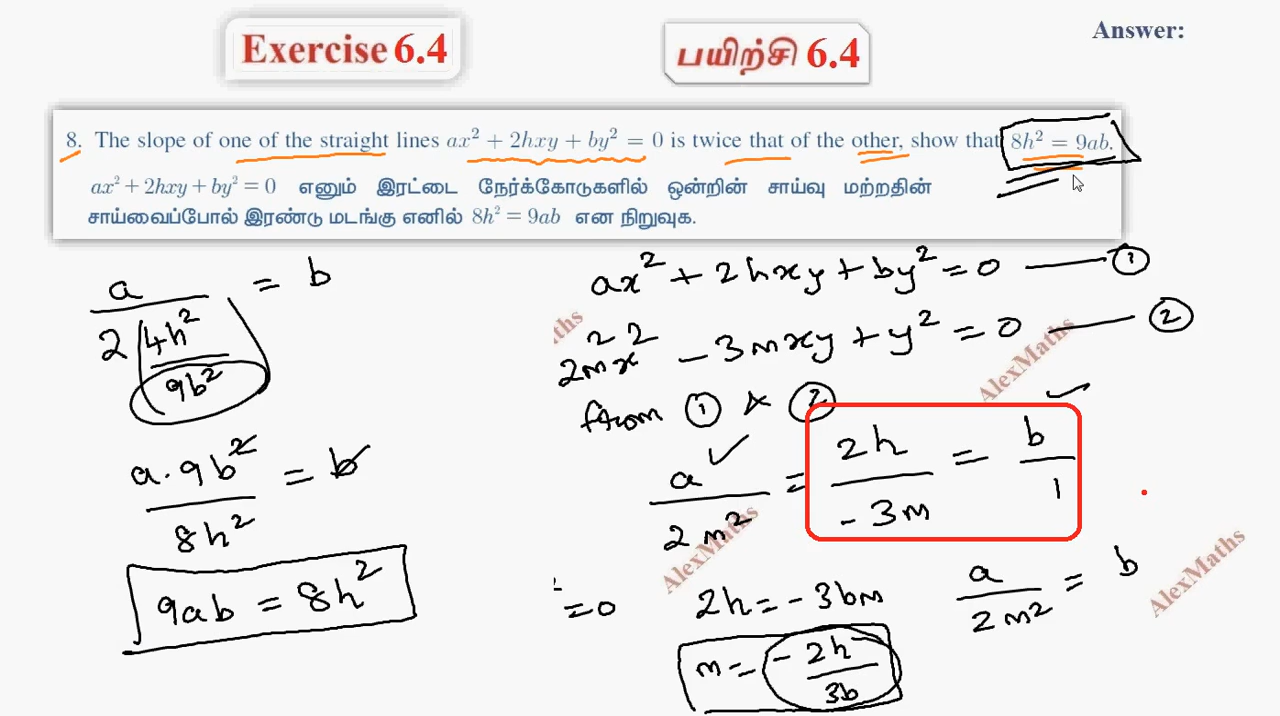 Exercise 6.4
பயிற்சி 6.4
Answer:
8. The slope of one of the straight lines ax² + 2hxy + by² = 0 is twice that of the other, show that 8h² = 9ab.
ax² + 2hxy + by² = 0 எனும் இரட்டை நேர்க்கோடுகளில் ஒன்றின் சாய்வு மற்றதின்
சாய்வைப்போல் இரண்டு மடங்கு எனில் 8h² = 9ab என நிறுவுக.
a / 2(4h² / 9b²) = b
a · 9b² / 8h² = b
9ab = 8h²
ax² + 2hxy + by² = 0 — ①
2m²x² - 3mxy + y² = 0 — ②
from ① & ②
a / 2m² = 2h / -3m = b / 1
= 0
2h = -3bm
m = -2h / 3b
a / 2m² = b
ths
AlexMaths
AlexMaths
AlexMaths